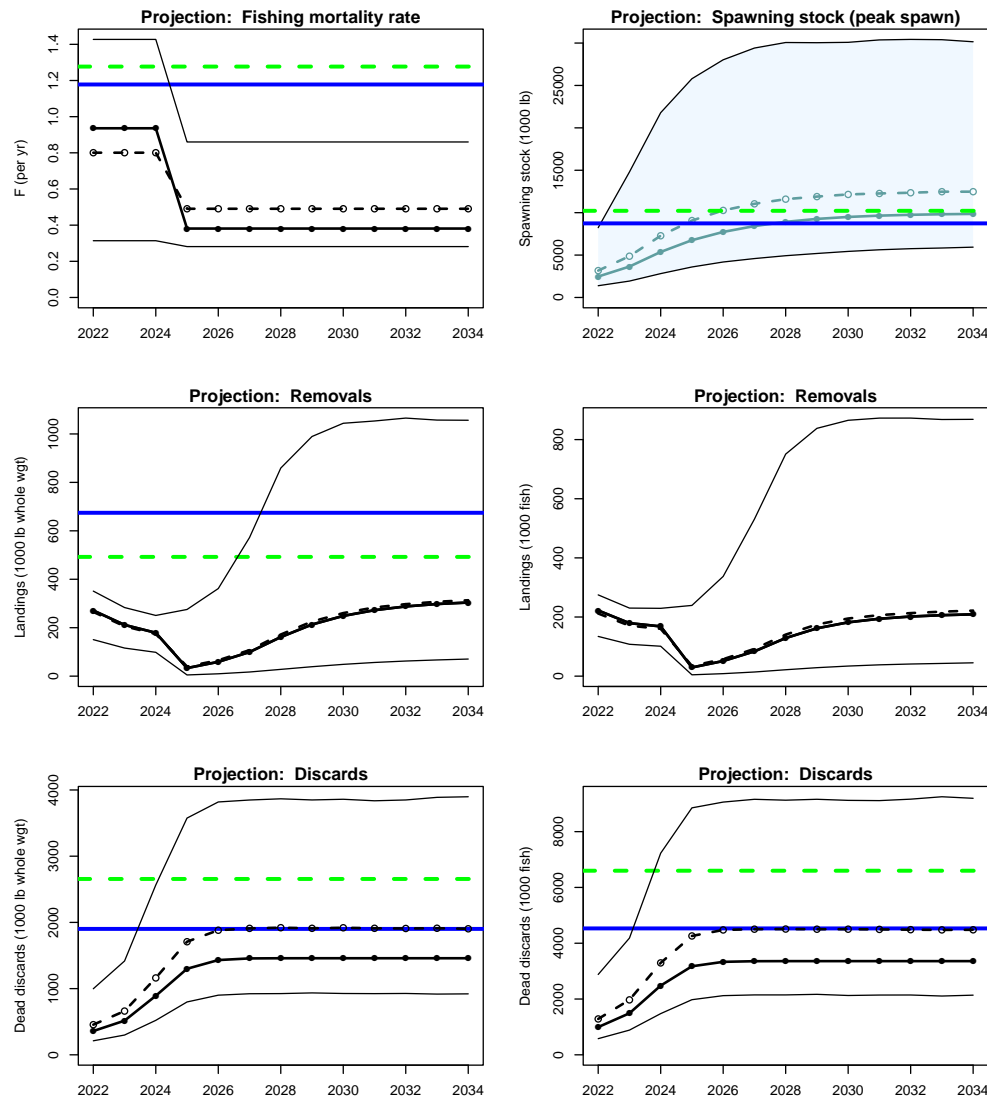 Projection: Fishing mortality rate
F (per yr)
0.0 0.2 0.4 0.6 0.8 1.0 1.2 1.4
2022 2024 2026 2028 2030 2032 2034
Projection: Spawning stock (peak spawn)
Spawning stock (1000 lb)
0 5000 15000 25000
2022 2024 2026 2028 2030 2032 2034
Projection: Removals
Landings (1000 lb whole wgt)
0 200 400 600 800 1000
2022 2024 2026 2028 2030 2032 2034
Projection: Removals
Landings (1000 fish)
0 200 400 600 800
2022 2024 2026 2028 2030 2032 2034
Projection: Discards
Dead discards (1000 lb whole wgt)
0 1000 2000 3000 4000
2022 2024 2026 2028 2030 2032 2034
Projection: Discards
Dead discards (1000 fish)
0 2000 4000 6000 8000
2022 2024 2026 2028 2030 2032 2034